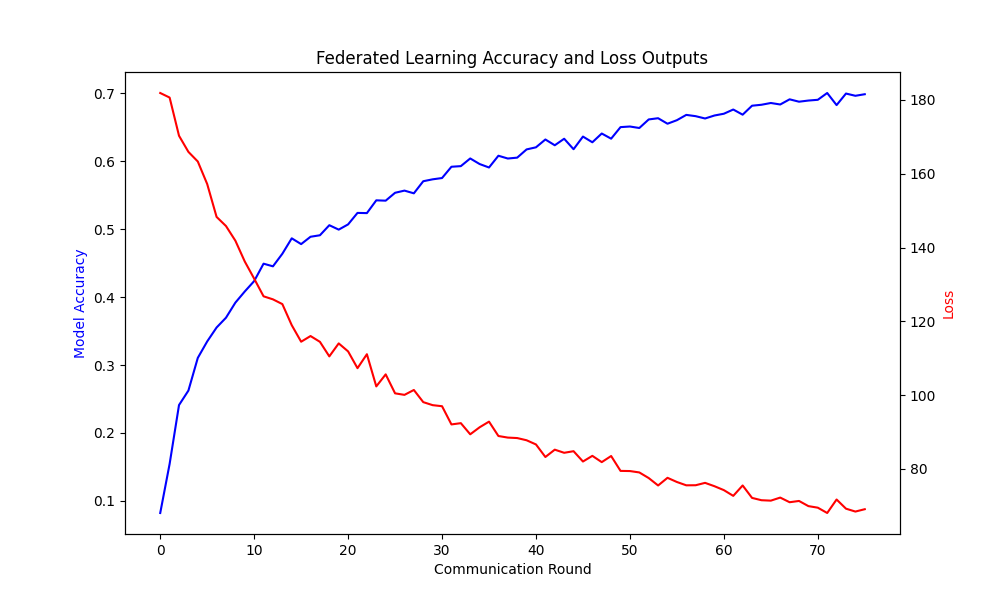 Federated Learning Accuracy and Loss Outputs
Model Accuracy
0.7
0.6
0.5
0.4
0.3
0.2
0.1
180
160
140
120
100
80
Loss
0 10 20 30 40 50 60 70
Communication Round